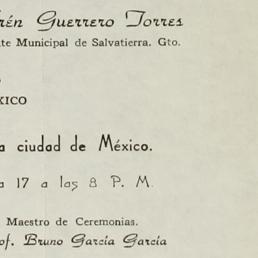 rén Guerrero Torres
te Municipal de Salvatierra. Gto.
XICO
a ciudad de México.
a 17 a las 8 P. M.
Maestro de Ceremonias.
of. Bruno García García